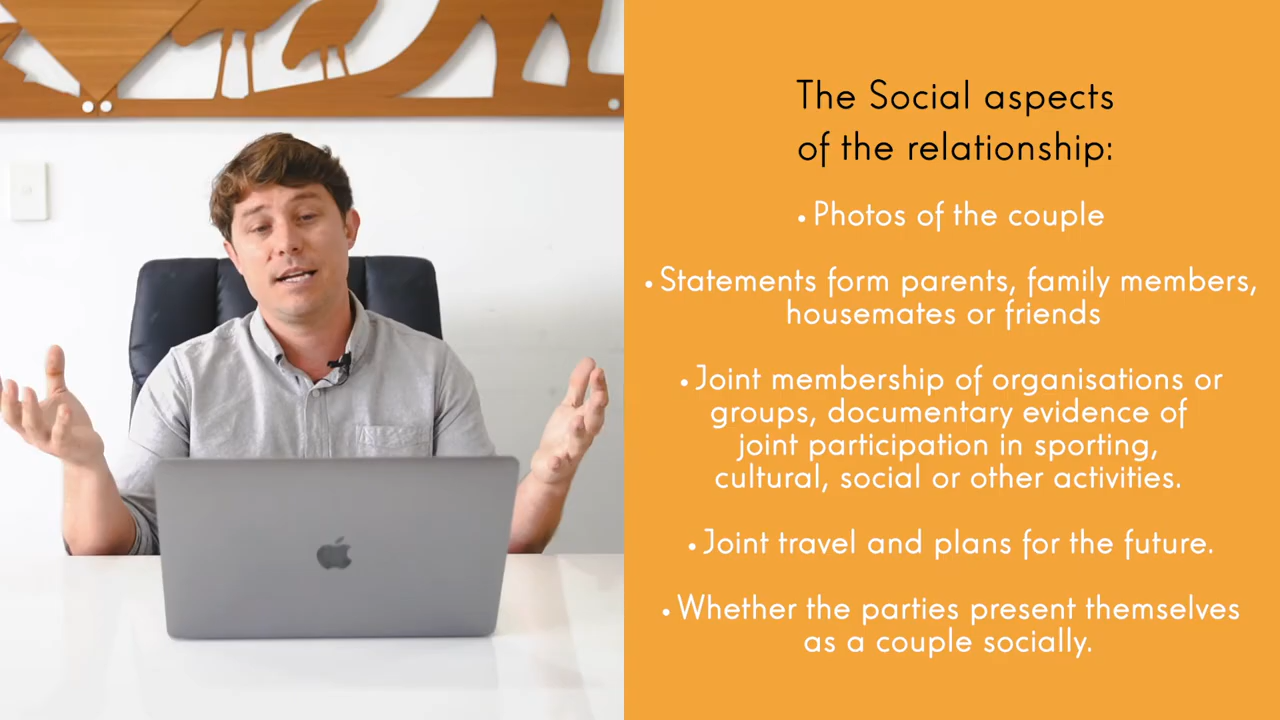 The Social aspects
of the relationship:
• Photos of the couple
• Statements form parents, family members,
housemates or friends
• Joint membership of organisations or
groups, documentary evidence of
joint participation in sporting,
cultural, social or other activities.
• Joint travel and plans for the future.
• Whether the parties present themselves
as a couple socially.